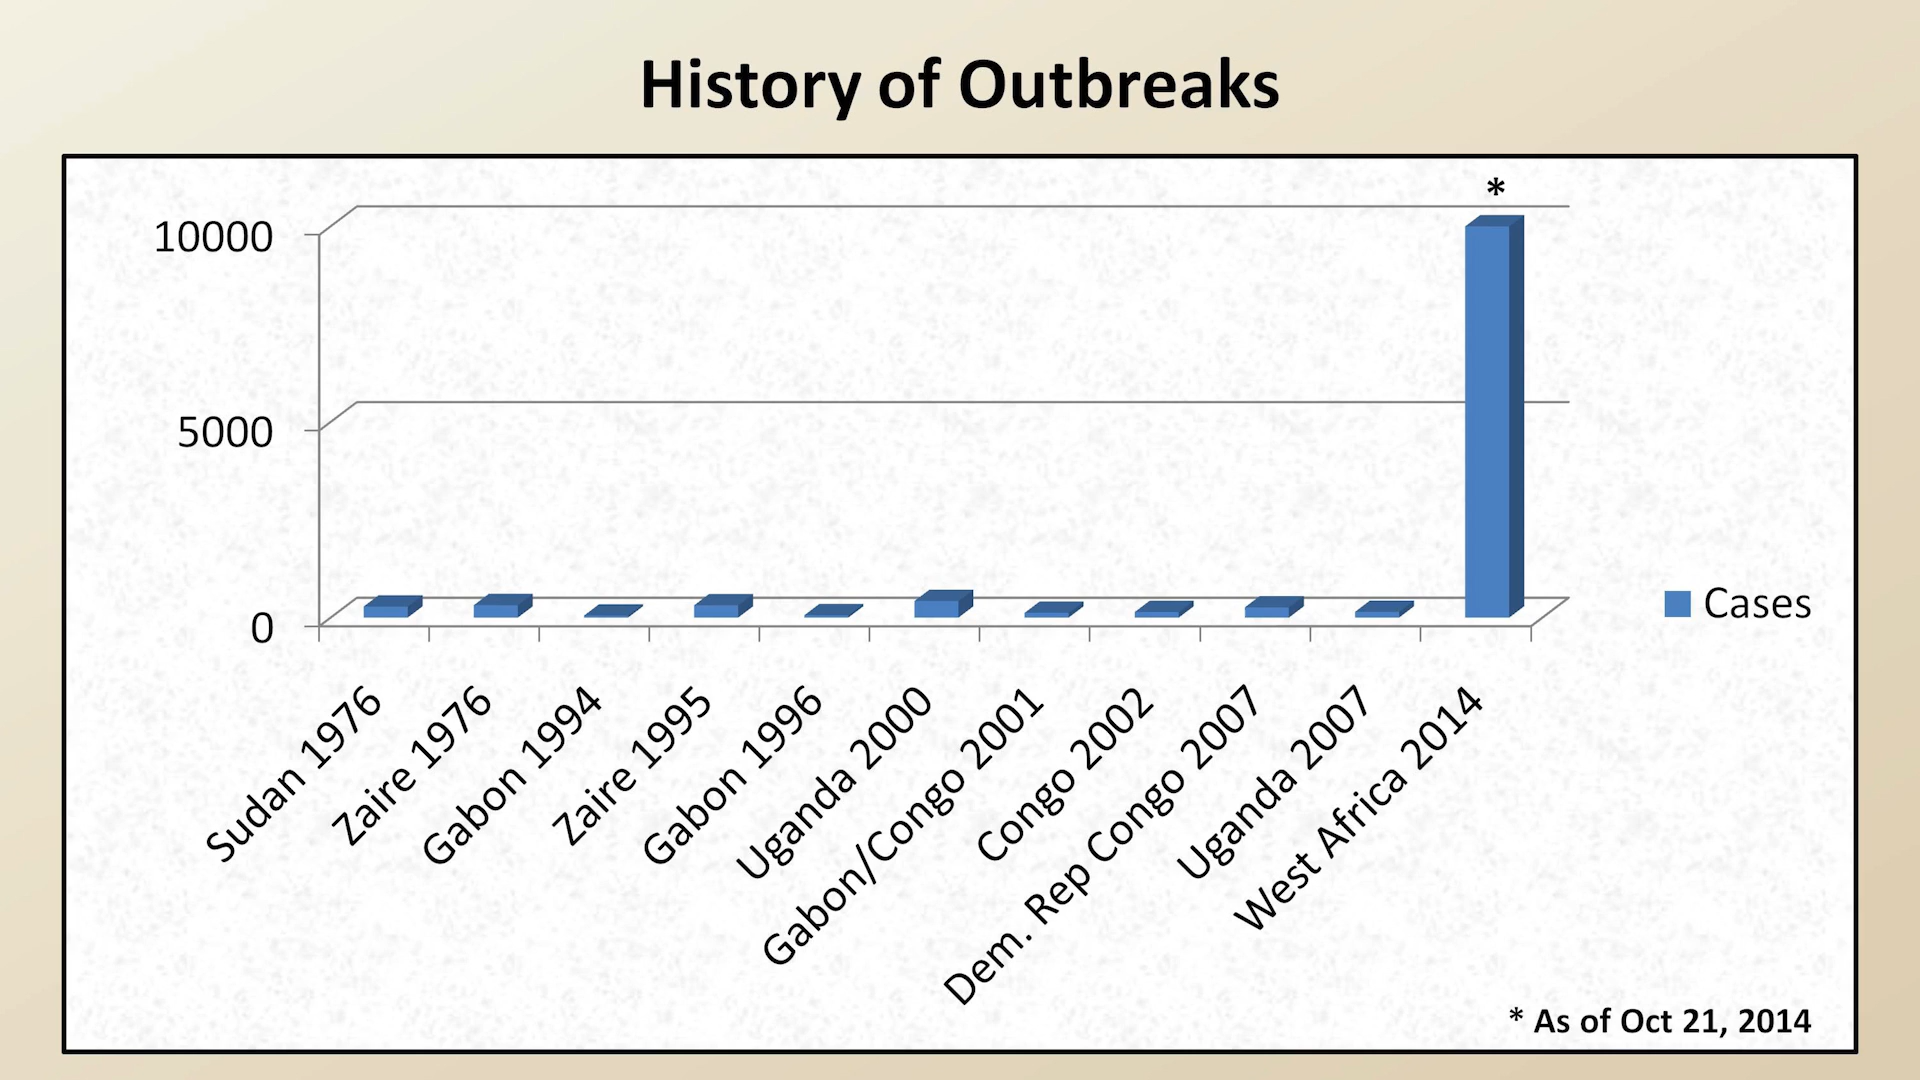 History of Outbreaks
*
10000
5000
0
Cases
Sudan 1976
Zaire 1976
Gabon 1994
Zaire 1995
Gabon 1996
Uganda 2000
Gabon/Congo 2001
Congo 2002
Dem. Rep Congo 2007
Uganda 2007
West Africa 2014
* As of Oct 21, 2014